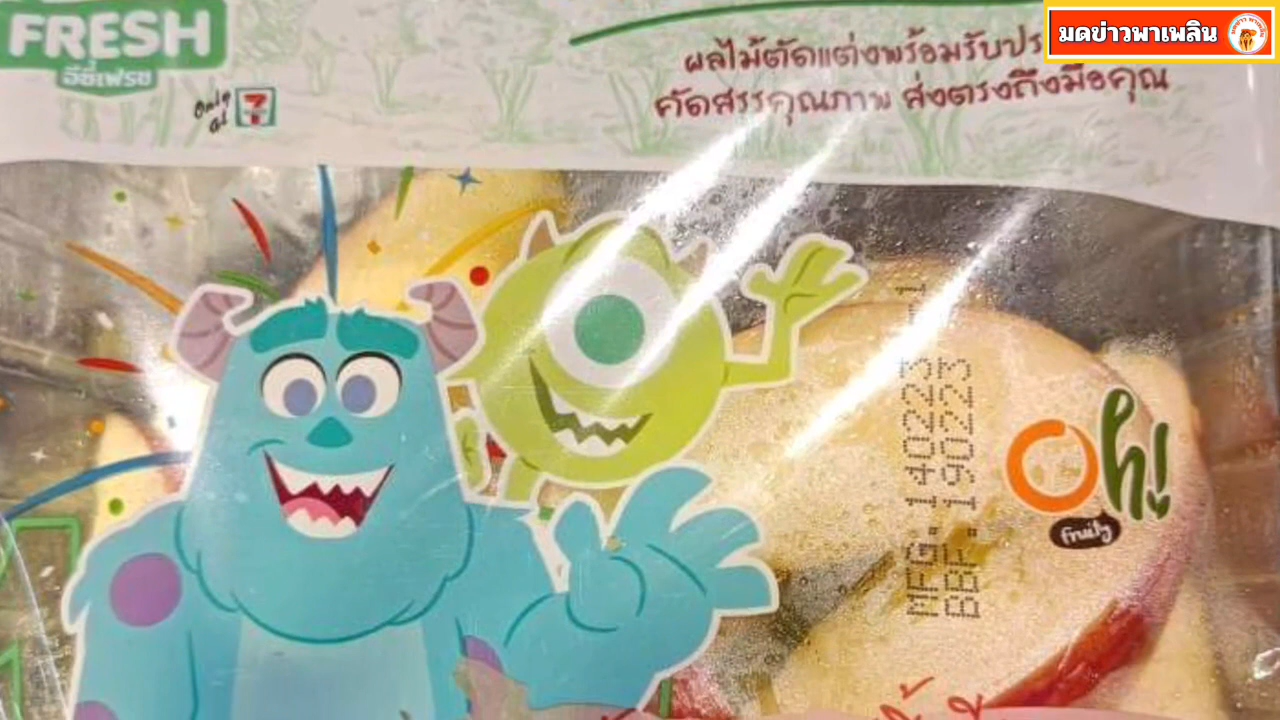 FRESH
อีซี่เฟรช
Only
at 7
มดข่าวพาเพลิน
ผลไม้ตัดแต่งพร้อมรับ
คัดสรรคุณภาพ ส่งตรงถึงมือคุณ
MFG. 140223
BBF. 190223
Oh!
fruity